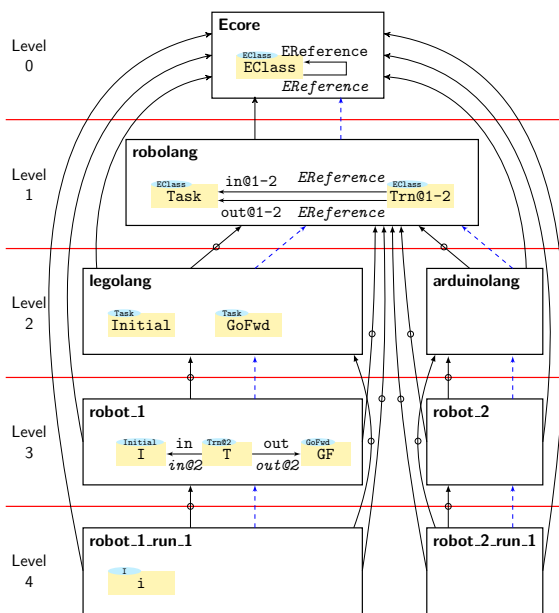 Ecore
Level
0
EClass
EReference
EClass
EReference
robolang
Level
1
EClass
in@1-2
EReference
EClass
Task
Trn@1-2
out@1-2
EReference
legolang
arduinolang
Level
2
Task
Task
Initial
GoFwd
robot_1
robot_2
Level
3
Initial
in
Trn@2
out
GoFwd
I
T
GF
in@2
out@2
robot_1_run_1
robot_2_run_1
Level
4
I
i